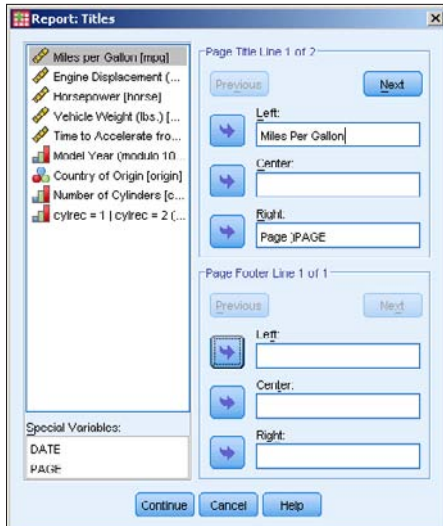 Report: Titles
Miles per Gallon [mpg]
Engine Displacement (...
Horsepower [horse]
Vehicle Weight (lbs.) [...
Time to Accelerate fro...
Model Year (modulo 10...
Country of Origin [origin]
Number of Cylinders [c...
cylrec = 1 | cylrec = 2 (...
Special Variables:
DATE
PAGE
Page Title Line 1 of 2
Previous
Next
Left:
Miles Per Gallon
Center:
Right:
Page )PAGE
Page Footer Line 1 of 1
Previous
Next
Left:
Center:
Right:
Continue
Cancel
Help